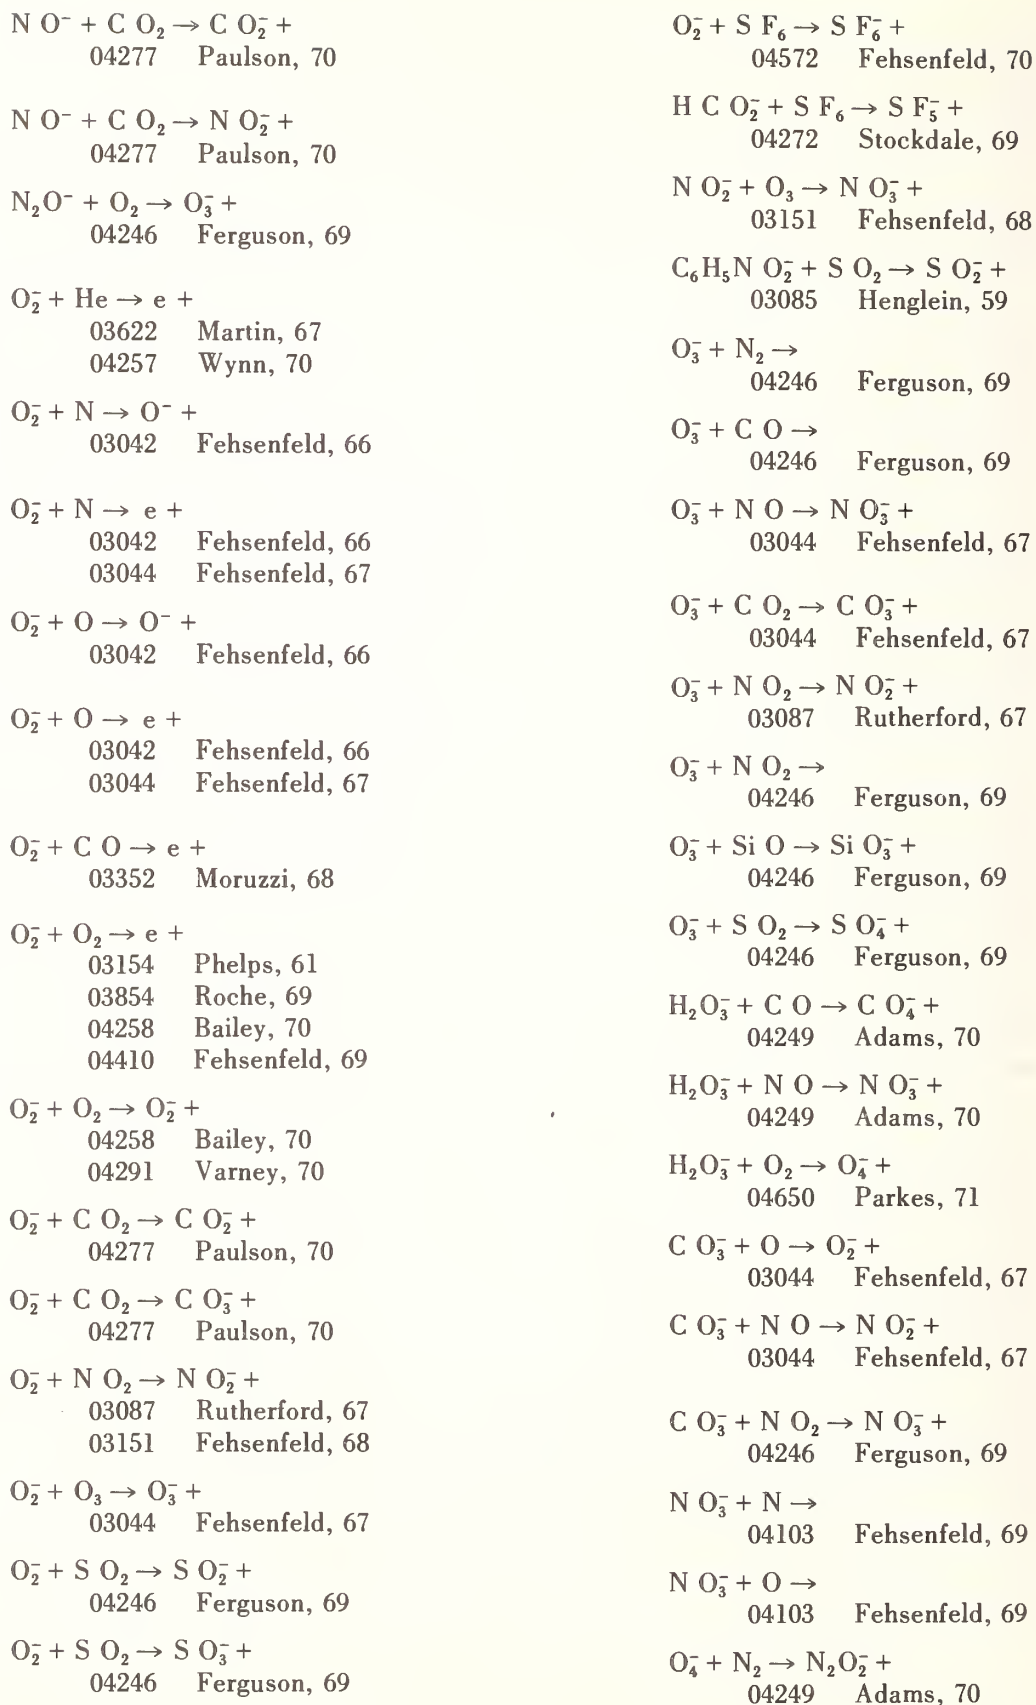 N O⁻ + C O₂ → C O₂⁻ +
04277 Paulson, 70
N O⁻ + C O₂ → N O₂⁻ +
04277 Paulson, 70
N₂O⁻ + O₂ → O₃⁻ +
04246 Ferguson, 69
O₂⁻ + He → e +
03622 Martin, 67
04257 Wynn, 70
O₂⁻ + N → O⁻ +
03042 Fehsenfeld, 66
O₂⁻ + N → e +
03042 Fehsenfeld, 66
03044 Fehsenfeld, 67
O₂⁻ + O → O⁻ +
03042 Fehsenfeld, 66
O₂⁻ + O → e +
03042 Fehsenfeld, 66
03044 Fehsenfeld, 67
O₂⁻ + C O → e +
03352 Moruzzi, 68
O₂⁻ + O₂ → e +
03154 Phelps, 61
03854 Roche, 69
04258 Bailey, 70
04410 Fehsenfeld, 69
O₂⁻ + O₂ → O₂⁻ +
04258 Bailey, 70
04291 Varney, 70
O₂⁻ + C O₂ → C O₂⁻ +
04277 Paulson, 70
O₂⁻ + C O₂ → C O₃⁻ +
04277 Paulson, 70
O₂⁻ + N O₂ → N O₂⁻ +
03087 Rutherford, 67
03151 Fehsenfeld, 68
O₂⁻ + O₃ → O₃⁻ +
03044 Fehsenfeld, 67
O₂⁻ + S O₂ → S O₂⁻ +
04246 Ferguson, 69
O₂⁻ + S O₂ → S O₃⁻ +
04246 Ferguson, 69
O₂⁻ + S F₆ → S F₆⁻ +
04572 Fehsenfeld, 70
H C O₂⁻ + S F₆ → S F₅⁻ +
04272 Stockdale, 69
N O₂⁻ + O₃ → N O₃⁻ +
03151 Fehsenfeld, 68
C₆H₅N O₂⁻ + S O₂ → S O₂⁻ +
03085 Henglein, 59
O₃⁻ + N₂ →
04246 Ferguson, 69
O₃⁻ + C O →
04246 Ferguson, 69
O₃⁻ + N O → N O₃⁻ +
03044 Fehsenfeld, 67
O₃⁻ + C O₂ → C O₃⁻ +
03044 Fehsenfeld, 67
O₃⁻ + N O₂ → N O₂⁻ +
03087 Rutherford, 67
O₃⁻ + N O₂ →
04246 Ferguson, 69
O₃⁻ + Si O → Si O₃⁻ +
04246 Ferguson, 69
O₃⁻ + S O₂ → S O₄⁻ +
04246 Ferguson, 69
H₂O₃⁻ + C O → C O₄⁻ +
04249 Adams, 70
H₂O₃⁻ + N O → N O₃⁻ +
04249 Adams, 70
H₂O₃⁻ + O₂ → O₄⁻ +
04650 Parkes, 71
C O₃⁻ + O → O₂⁻ +
03044 Fehsenfeld, 67
C O₃⁻ + N O → N O₂⁻ +
03044 Fehsenfeld, 67
C O₃⁻ + N O₂ → N O₃⁻ +
04246 Ferguson, 69
N O₃⁻ + N →
04103 Fehsenfeld, 69
N O₃⁻ + O →
04103 Fehsenfeld, 69
O₄⁻ + N₂ → N₂O₂⁻ +
04249 Adams, 70